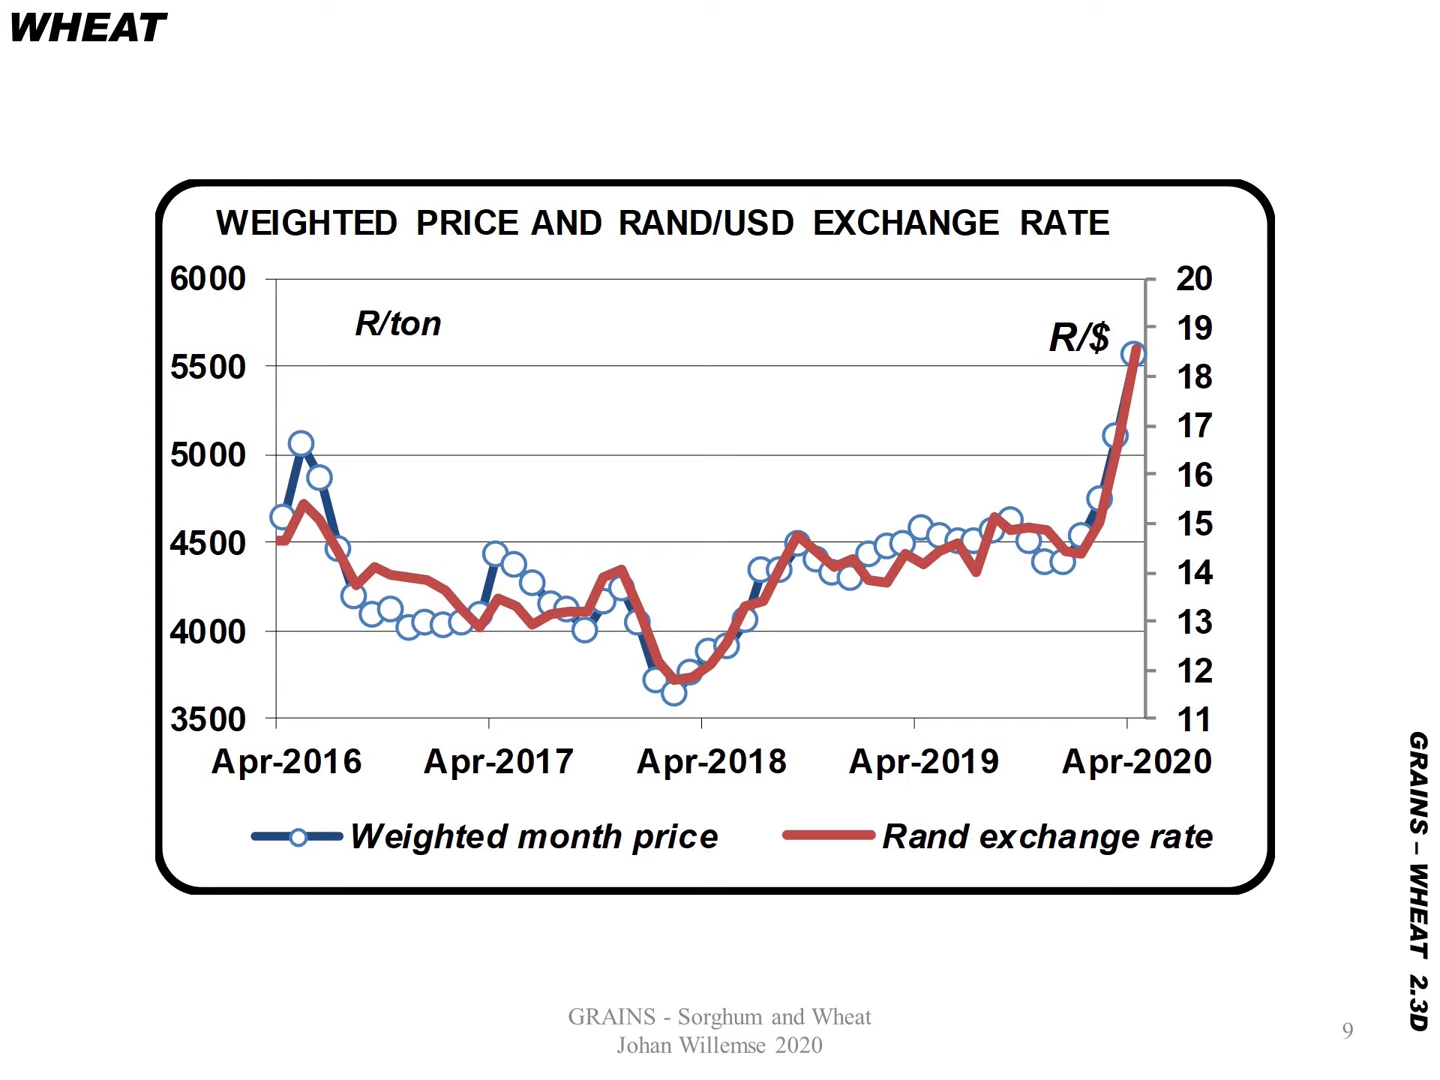 WHEAT
WEIGHTED PRICE AND RAND/USD EXCHANGE RATE
6000
5500
5000
4500
4000
3500
R/ton
R/$
20
19
18
17
16
15
14
13
12
11
Apr-2016 Apr-2017 Apr-2018 Apr-2019 Apr-2020
Weighted month price Rand exchange rate
GRAINS – WHEAT 2.3D
GRAINS - Sorghum and Wheat
Johan Willemse 2020
9